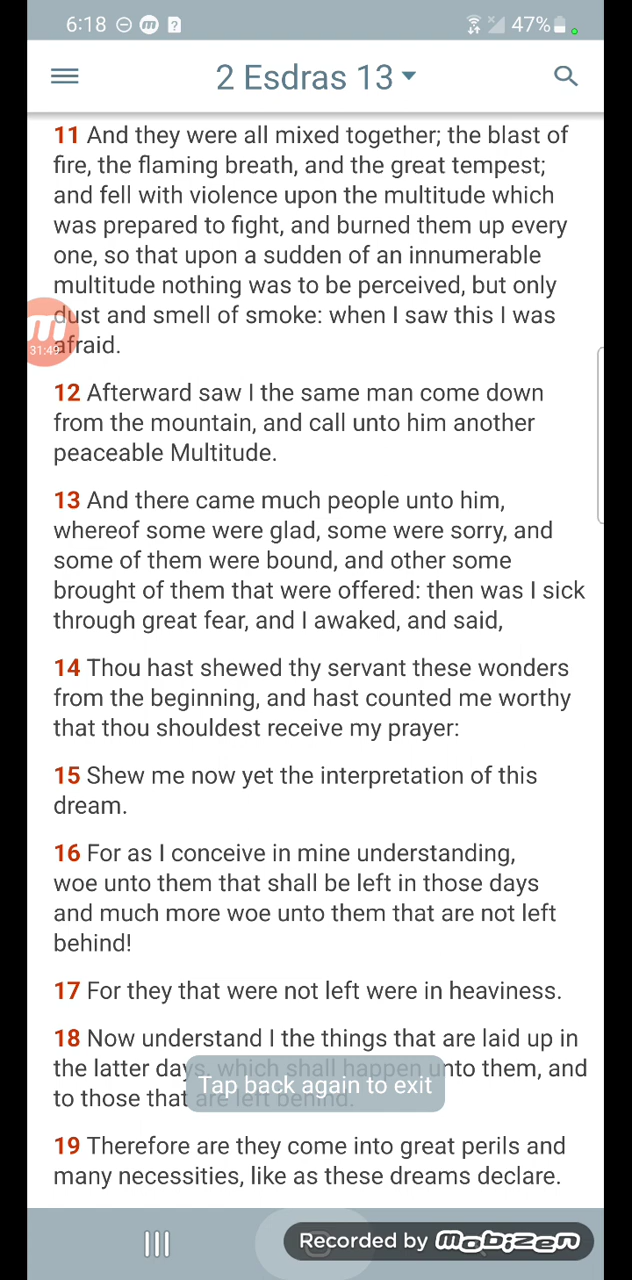 6:18 47%
2 Esdras 13
11 And they were all mixed together; the blast of
fire, the flaming breath, and the great tempest;
and fell with violence upon the multitude which
was prepared to fight, and burned them up every
one, so that upon a sudden of an innumerable
multitude nothing was to be perceived, but only
dust and smell of smoke: when I saw this I was
31:49 afraid.
12 Afterward saw I the same man come down
from the mountain, and call unto him another
peaceable Multitude.
13 And there came much people unto him,
whereof some were glad, some were sorry, and
some of them were bound, and other some
brought of them that were offered: then was I sick
through great fear, and I awaked, and said,
14 Thou hast shewed thy servant these wonders
from the beginning, and hast counted me worthy
that thou shouldest receive my prayer:
15 Shew me now yet the interpretation of this
dream.
16 For as I conceive in mine understanding,
woe unto them that shall be left in those days
and much more woe unto them that are not left
behind!
17 For they that were not left were in heaviness.
18 Now understand I the things that are laid up in
the latter days, which shall happen unto them, and
to those that are left behind.
Tap back again to exit
19 Therefore are they come into great perils and
many necessities, like as these dreams declare.
Recorded by mobizen